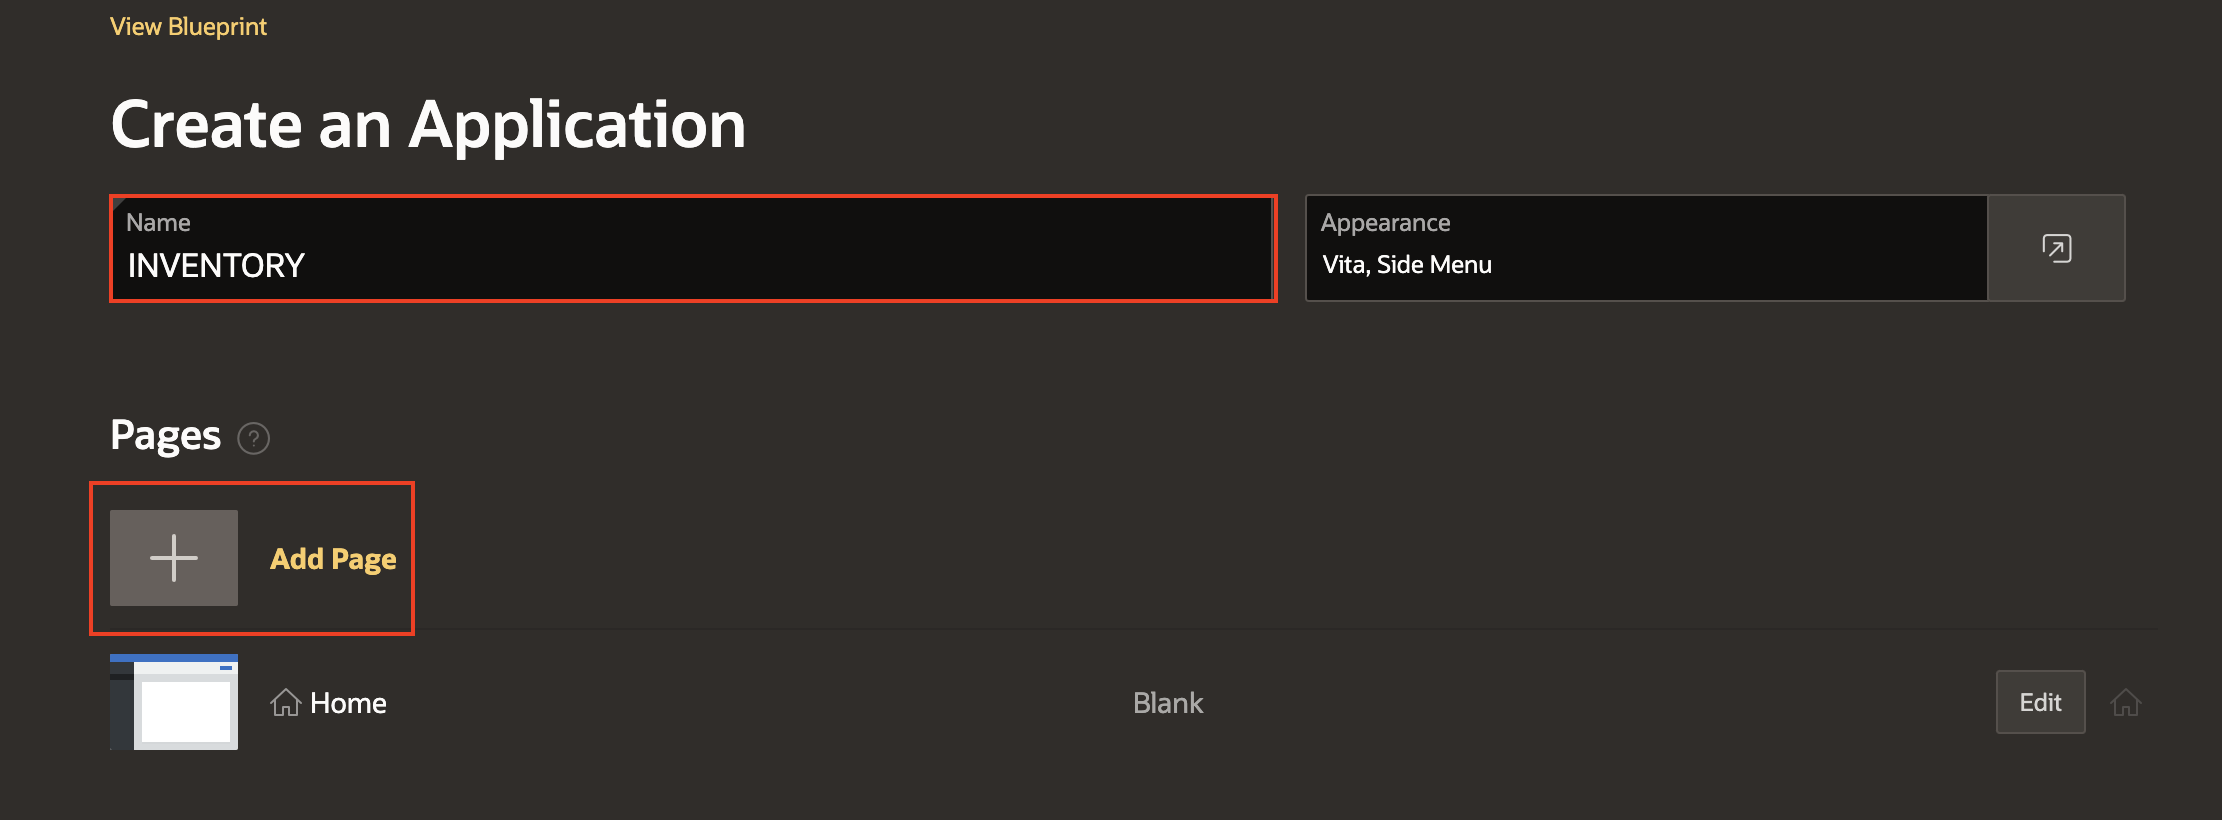 View Blueprint
Create an Application
Name
INVENTORY
Appearance
Vita, Side Menu
Pages ?
Add Page
Home Blank Edit